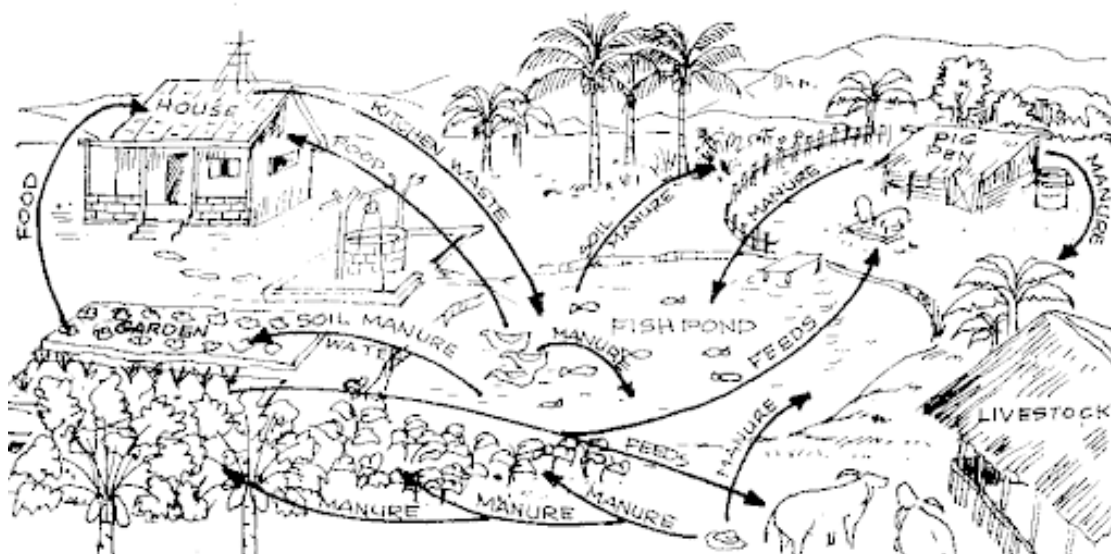 HOUSE
KITCHEN WASTE
FOOD
FOOD
SOIL
MANURE
MANURE
PIG
PEN
MANURE
GARDEN
SOIL MANURE
WATER
MANURE
FISH POND
FEEDS
FEEDS
MANURE
LIVESTOCK
MANURE
MANURE
MANURE